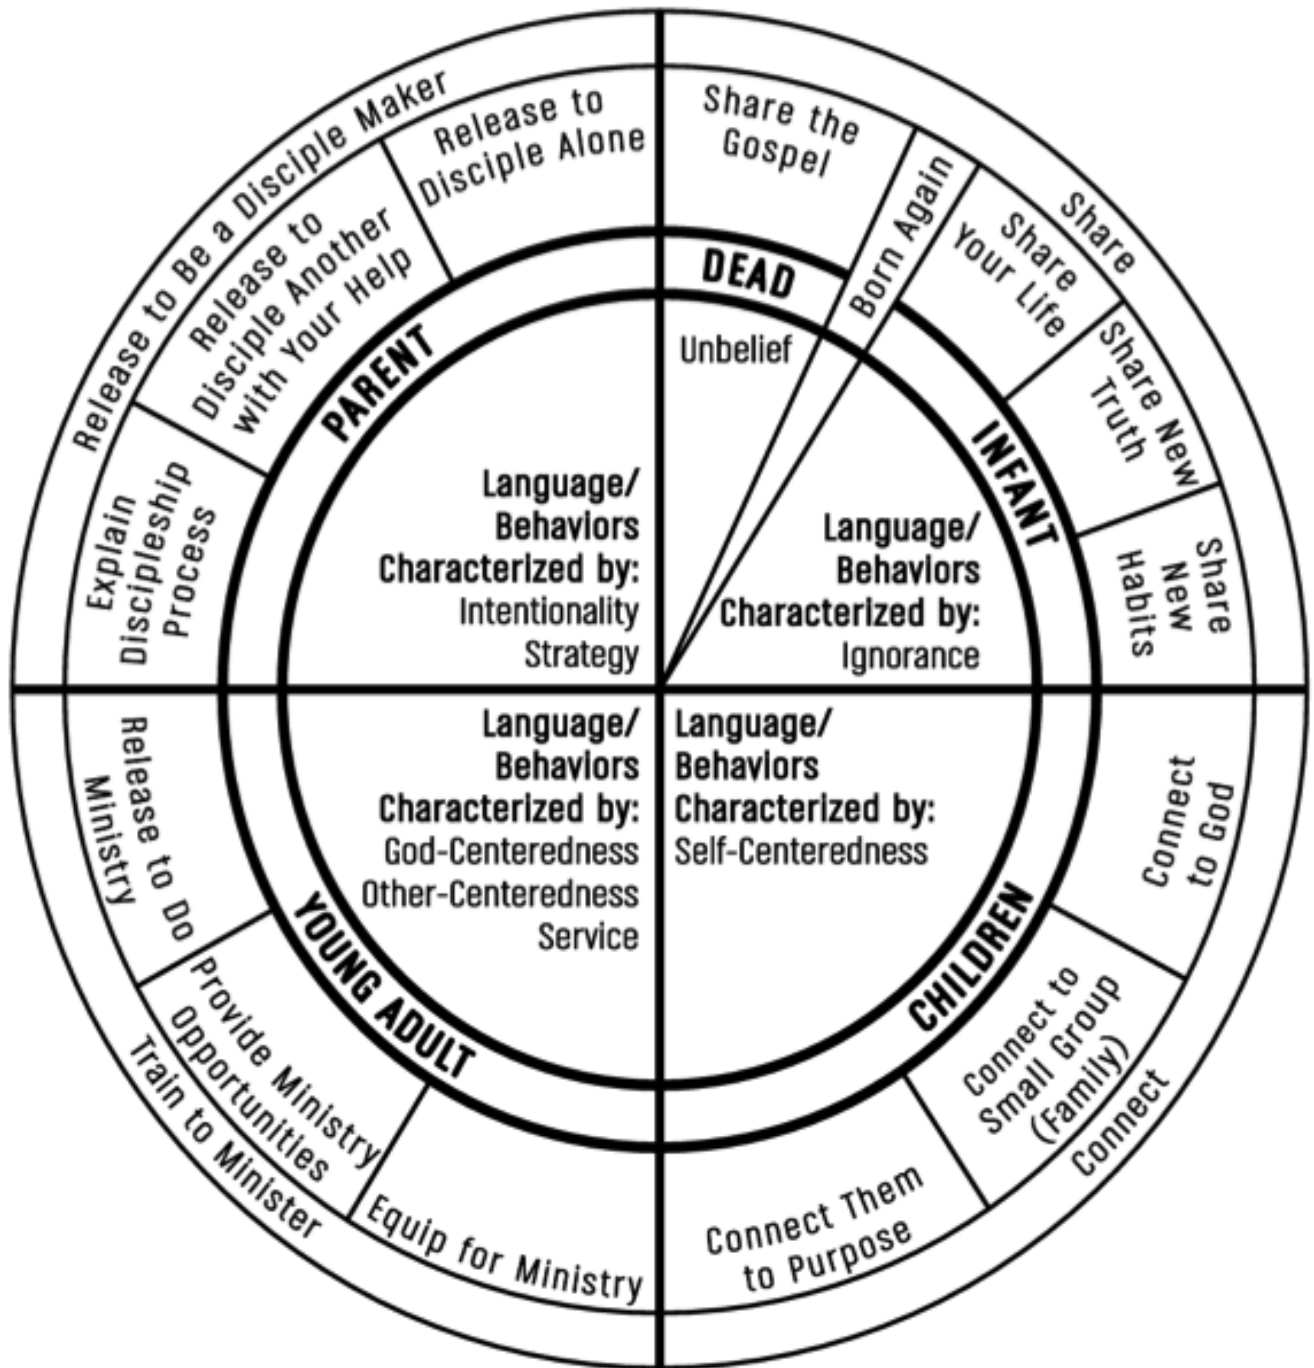 Share
Share the
Gospel
Born Again
Share
Your Life
Share New
Truth
Share
New
Habits
DEAD
Unbelief
INFANT
Language/
Behaviors
Characterized by:
Ignorance
Connect
Connect
to God
Connect to
Small Group
(Family)
Connect Them
to Purpose
CHILDREN
Language/
Behaviors
Characterized by:
Self-Centeredness
Train to Minister
Equip for Ministry
Provide Ministry
Opportunities
Release to Do
Ministry
YOUNG ADULT
Language/
Behaviors
Characterized by:
God-Centeredness
Other-Centeredness
Service
Release to Be a Disciple Maker
Explain
Discipleship
Process
Release to
Disciple Another
with Your Help
Release to
Disciple Alone
PARENT
Language/
Behaviors
Characterized by:
Intentionality
Strategy